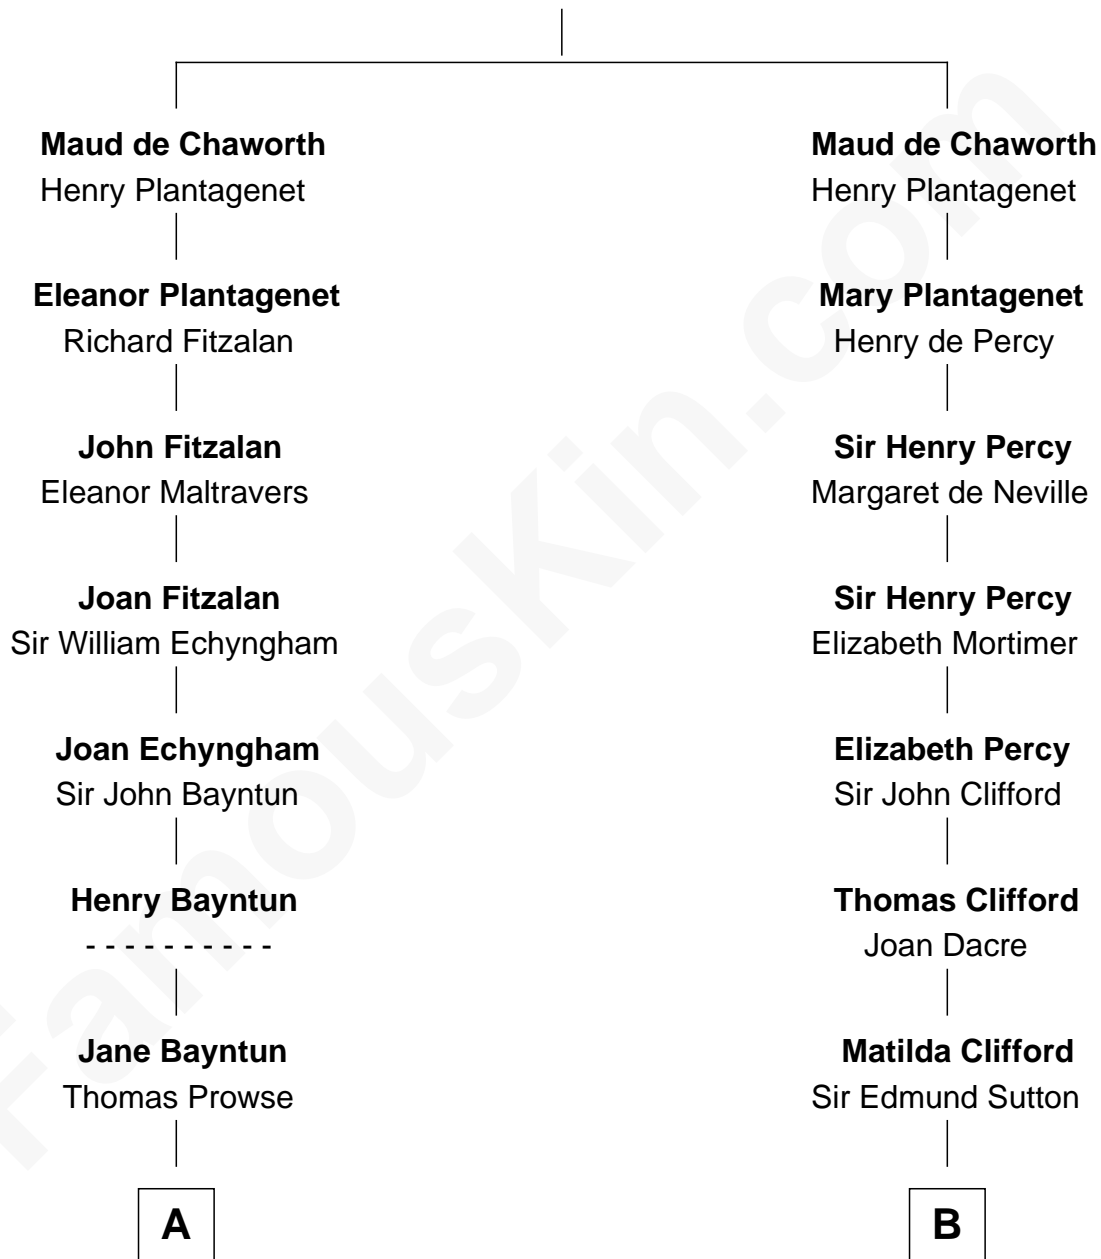 Maud de Chaworth
Henry Plantagenet
Eleanor Plantagenet
Richard Fitzalan
John Fitzalan
Eleanor Maltravers
Joan Fitzalan
Sir William Echyngham
Joan Echyngham
Sir John Bayntun
Henry Bayntun
- - - - - - - - - -
Jane Bayntun
Thomas Prowse
A
Maud de Chaworth
Henry Plantagenet
Mary Plantagenet
Henry de Percy
Sir Henry Percy
Margaret de Neville
Sir Henry Percy
Elizabeth Mortimer
Elizabeth Percy
Sir John Clifford
Thomas Clifford
Joan Dacre
Matilda Clifford
Sir Edmund Sutton
B
FamousKin.com